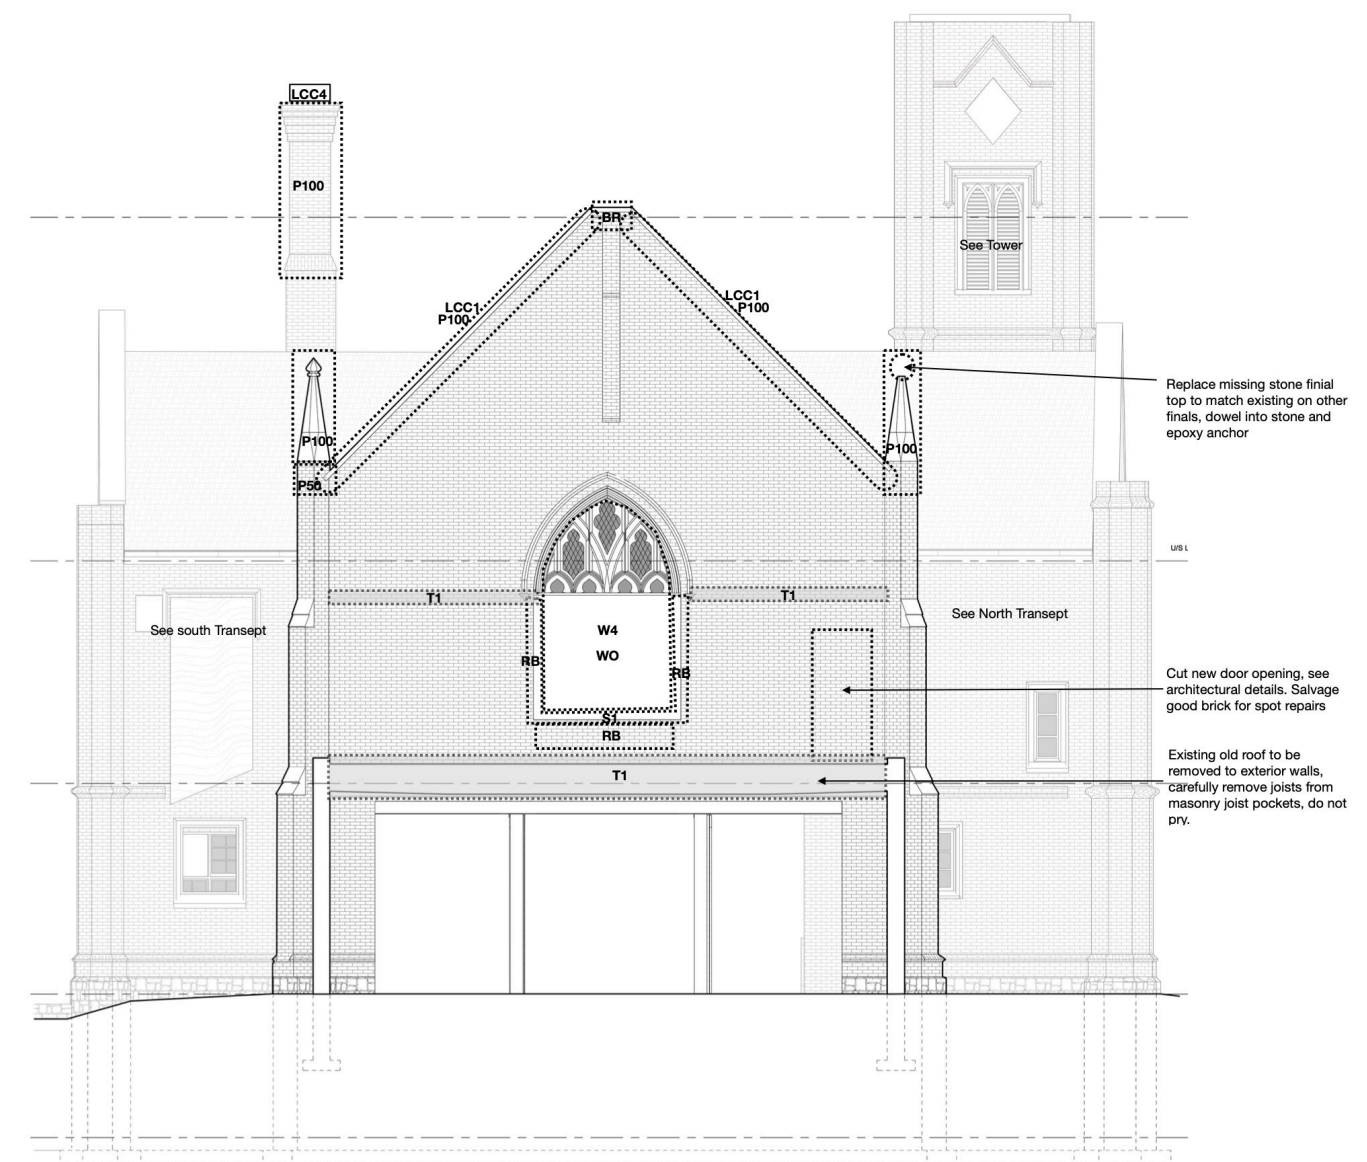 LCC4
P100
BR
See Tower
LCC1
P100
LCC1
P100
Replace missing stone finial
top to match existing on other
finals, dowel into stone and
epoxy anchor
P100
P100
P50
U/S L
T1
T1
See south Transept
W4
WO
See North Transept
RB
RB
Cut new door opening, see
architectural details. Salvage
good brick for spot repairs
S1
RB
T1
Existing old roof to be
removed to exterior walls,
carefully remove joists from
masonry joist pockets, do not
pry.